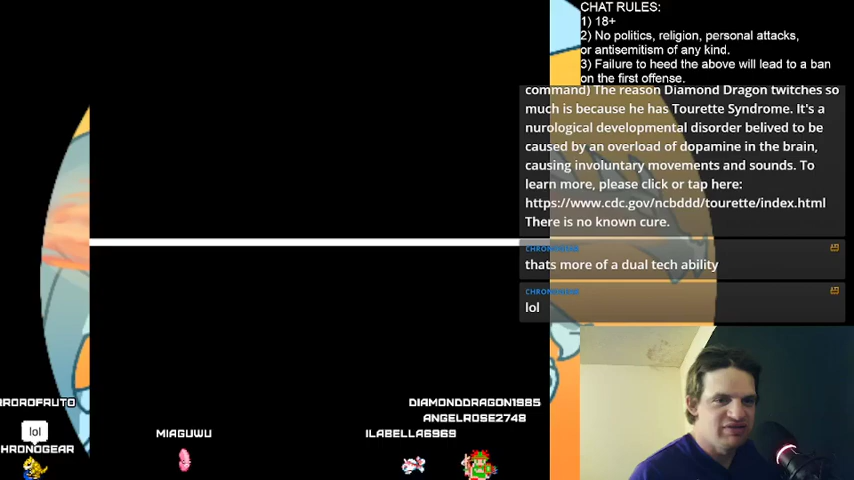 CHAT RULES:
1) 18+
2) No politics, religion, personal attacks,
or antisemitism of any kind.
3) Failure to heed the above will lead to a ban
on the first offense.
command) The reason Diamond Dragon twitches so
much is because he has Tourette Syndrome. It's a
nurological developmental disorder belived to be
caused by an overload of dopamine in the brain,
causing involuntary movements and sounds. To
learn more, please click or tap here:
https://www.cdc.gov/ncbddd/tourette/index.html
There is no known cure.
CHRONOGEAR
thats more of a dual tech ability
CHRONOGEAR
lol
ROROFRUTO
lol
HRONOGEAR
MIAGUWU
DIAMONDDRAGON1985
ANGELROSE2748
ILABELLA6969